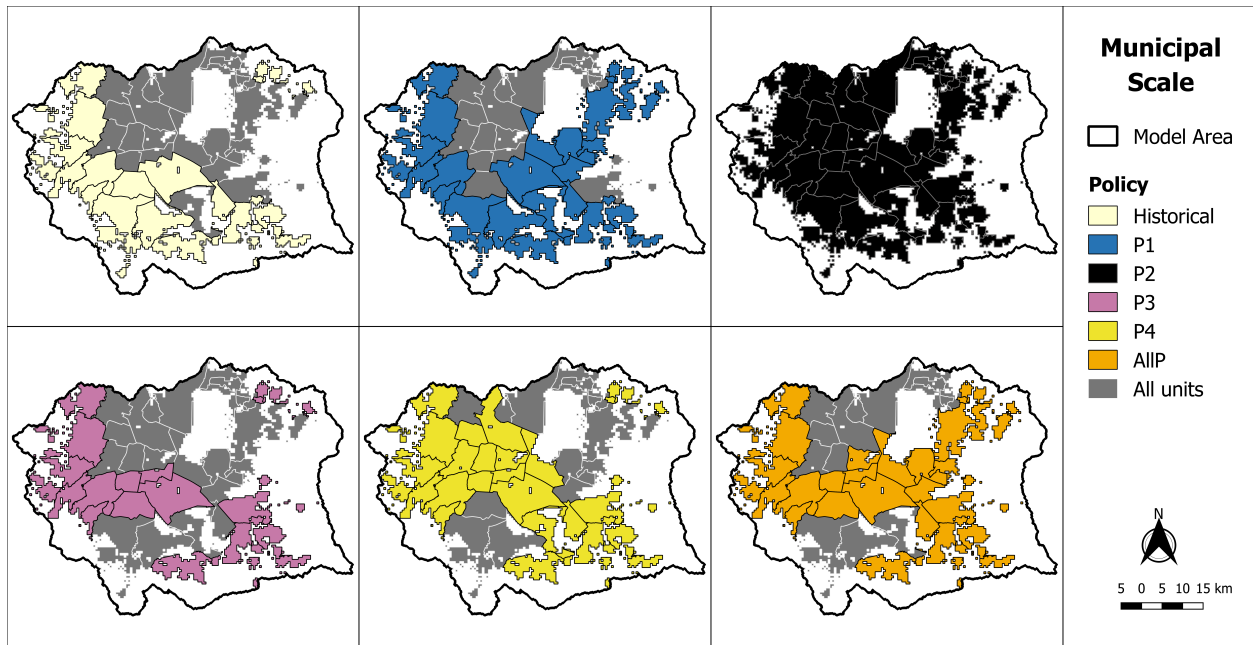 Municipal
Scale
Model Area
Policy
Historical
P1
P2
P3
P4
AllP
All units
N
5 0 5 10 15 km